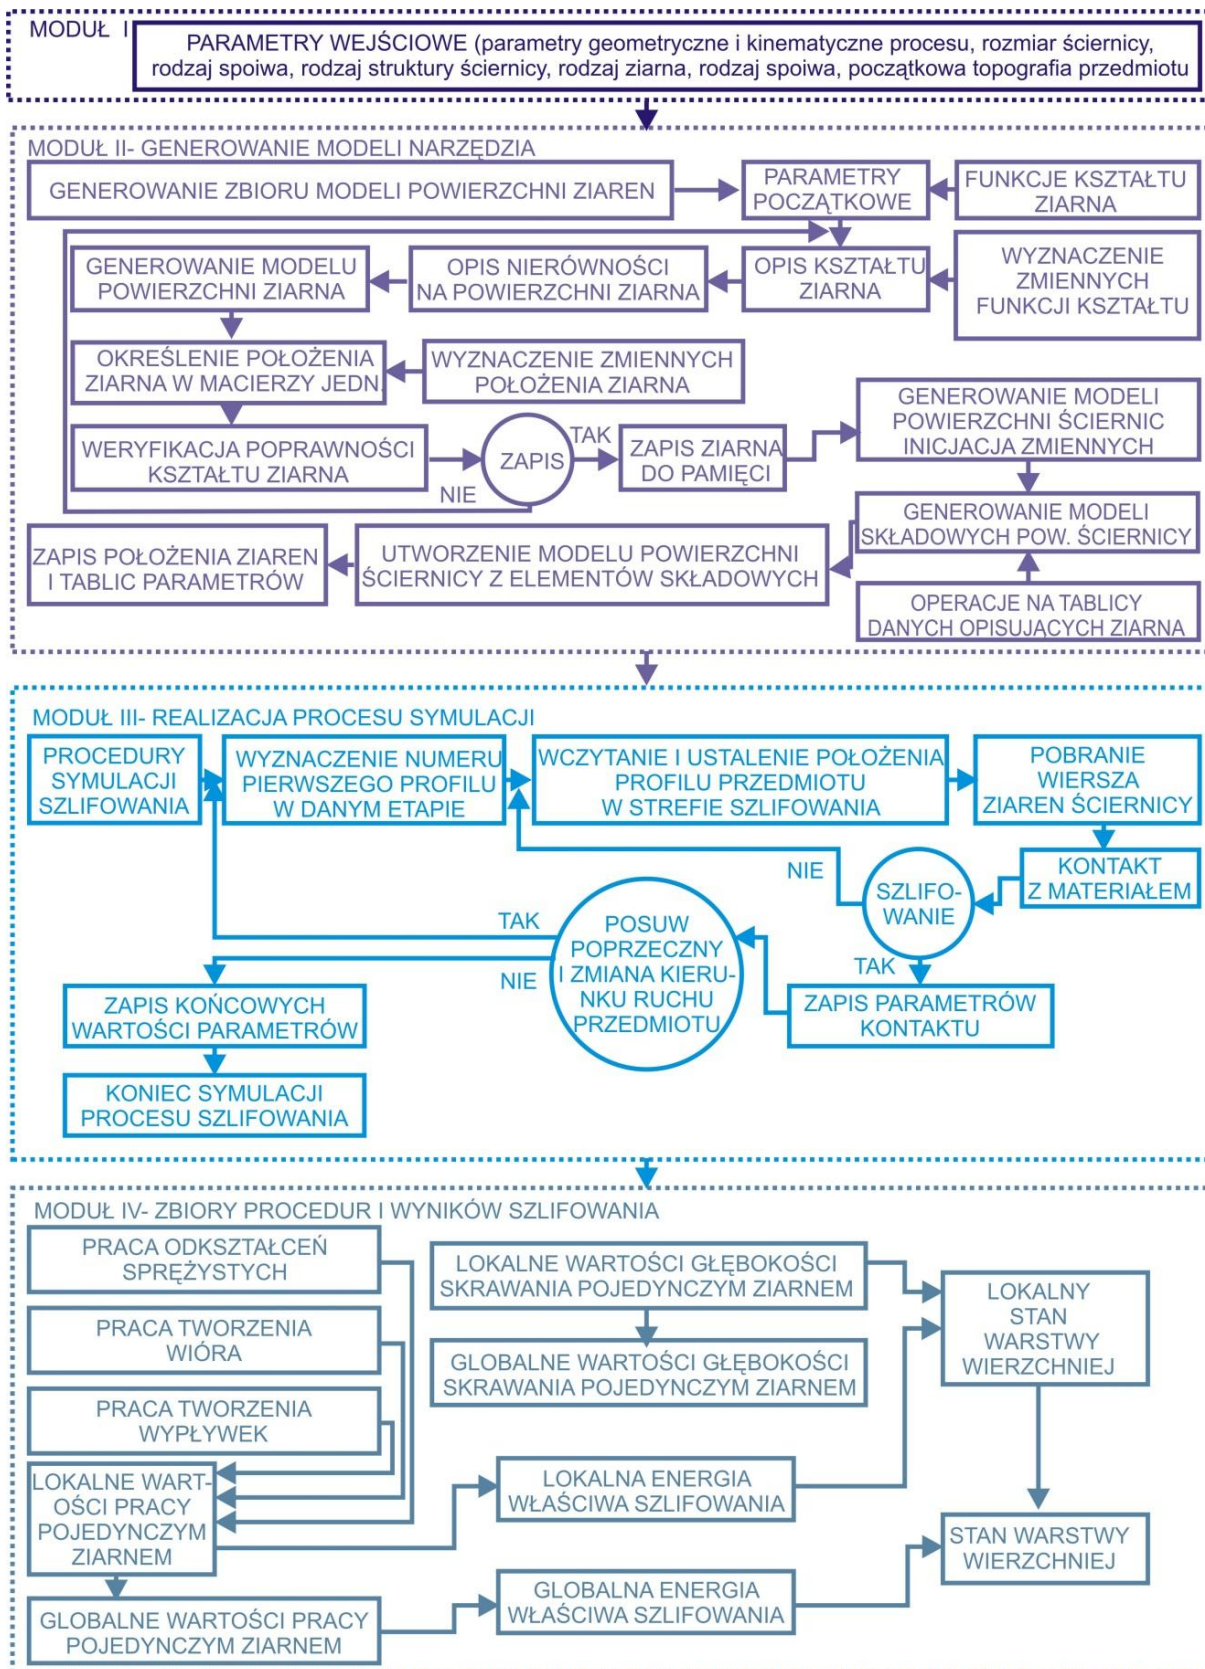 MODUŁ I
PARAMETRY WEJŚCIOWE (parametry geometryczne i kinematyczne procesu, rozmiar ściernicy,
rodzaj spoiwa, rodzaj struktury ściernicy, rodzaj ziarna, rodzaj spoiwa, początkowa topografia przedmiotu
MODUŁ II- GENEROWANIE MODELI NARZĘDZIA
GENEROWANIE ZBIORU MODELI POWIERZCHNI ZIAREN
PARAMETRY
POCZĄTKOWE
FUNKCJE KSZTAŁTU
ZIARNA
GENEROWANIE MODELU
POWIERZCHNI ZIARNA
OPIS NIERÓWNOŚCI
NA POWIERZCHNI ZIARNA
OPIS KSZTAŁTU
ZIARNA
WYZNACZENIE
ZMIENNYCH
FUNKCJI KSZTAŁTU
OKREŚLENIE POŁOŻENIA
ZIARNA W MACIERZY JEDN.
WYZNACZENIE ZMIENNYCH
POŁOŻENIA ZIARNA
GENEROWANIE MODELI
POWIERZCHNI ŚCIERNIC
INICJACJA ZMIENNYCH
WERYFIKACJA POPRAWNOŚCI
KSZTAŁTU ZIARNA
ZAPIS
TAK
NIE
ZAPIS ZIARNA
DO PAMIĘCI
GENEROWANIE MODELI
SKŁADOWYCH POW. ŚCIERNICY
ZAPIS POŁOŻENIA ZIAREN
I TABLIC PARAMETRÓW
UTWORZENIE MODELU POWIERZCHNI
ŚCIERNICY Z ELEMENTÓW SKŁADOWYCH
OPERACJE NA TABLICY
DANYCH OPISUJĄCYCH ZIARNA
MODUŁ III- REALIZACJA PROCESU SYMULACJI
PROCEDURY
SYMULACJI
SZLIFOWANIA
WYZNACZENIE NUMERU
PIERWSZEGO PROFILU
W DANYM ETAPIE
WCZYTANIE I USTALENIE POŁOŻENIA
PROFILU PRZEDMIOTU
W STREFIE SZLIFOWANIA
POBRANIE
WIERSZA
ZIAREN ŚCIERNICY
KONTAKT
Z MATERIAŁEM
SZLIFO-
WANIE
NIE
TAK
ZAPIS PARAMETRÓW
KONTAKTU
POSUW
POPRZECZNY
I ZMIANA KIERU-
NKU RUCHU
PRZEDMIOTU
TAK
NIE
ZAPIS KOŃCOWYCH
WARTOŚCI PARAMETRÓW
KONIEC SYMULACJI
PROCESU SZLIFOWANIA
MODUŁ IV- ZBIORY PROCEDUR I WYNIKÓW SZLIFOWANIA
PRACA ODKSZTAŁCEŃ
SPRĘŻYSTYCH
LOKALNE WARTOŚCI GŁĘBOKOŚCI
SKRAWANIA POJEDYNCZYM ZIARNEM
LOKALNY
STAN
WARSTWY
WIERZCHNIEJ
PRACA TWORZENIA
WIÓRA
GLOBALNE WARTOŚCI GŁĘBOKOŚCI
SKRAWANIA POJEDYNCZYM ZIARNEM
PRACA TWORZENIA
WYPŁYWEK
LOKALNE WART-
OŚCI PRACY
POJEDYNCZYM
ZIARNEM
LOKALNA ENERGIA
WŁAŚCIWA SZLIFOWANIA
STAN WARSTWY
WIERZCHNIEJ
GLOBALNE WARTOŚCI PRACY
POJEDYNCZYM ZIARNEM
GLOBALNA ENERGIA
WŁAŚCIWA SZLIFOWANIA